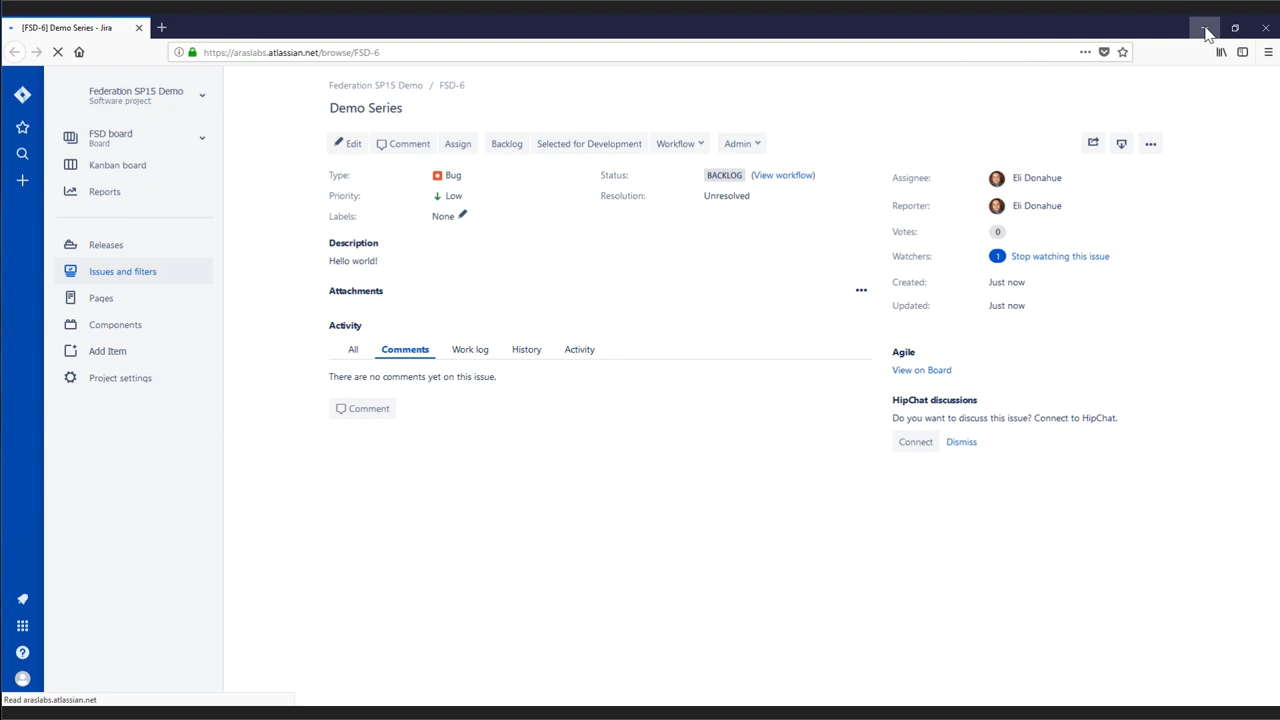 [FSD-6] Demo Series - Jira
https://araslabs.atlassian.net/browse/FSD-6
Federation SP15 Demo
Software project
FSD board
Board
Kanban board
Reports
Releases
Issues and filters
Pages
Components
Add Item
Project settings
Federation SP15 Demo / FSD-6
Demo Series
Edit Comment Assign Backlog Selected for Development Workflow Admin
Type: Bug Status: BACKLOG (View workflow)
Priority: Low Resolution: Unresolved
Labels: None
Description
Hello world!
Attachments
Activity
All Comments Work log History Activity
There are no comments yet on this issue.
Comment
Assignee: Eli Donahue
Reporter: Eli Donahue
Votes: 0
Watchers: 1 Stop watching this issue
Created: Just now
Updated: Just now
Agile
View on Board
HipChat discussions
Do you want to discuss this issue? Connect to HipChat.
Connect Dismiss
Read araslabs.atlassian.net